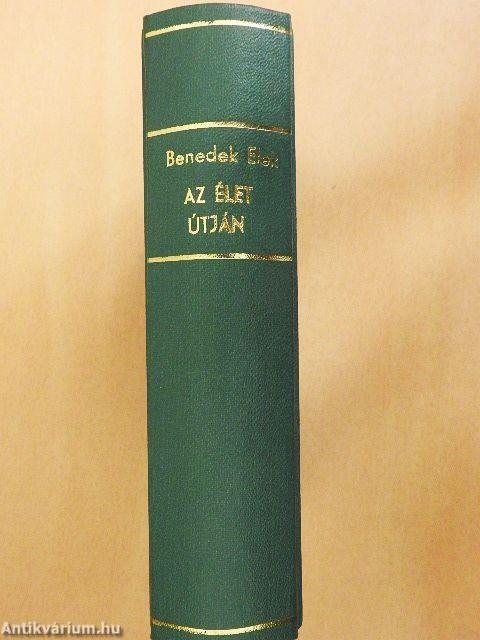 Benedek Elek
AZ ÉLET
ÚTJÁN
Antikvárium.hu